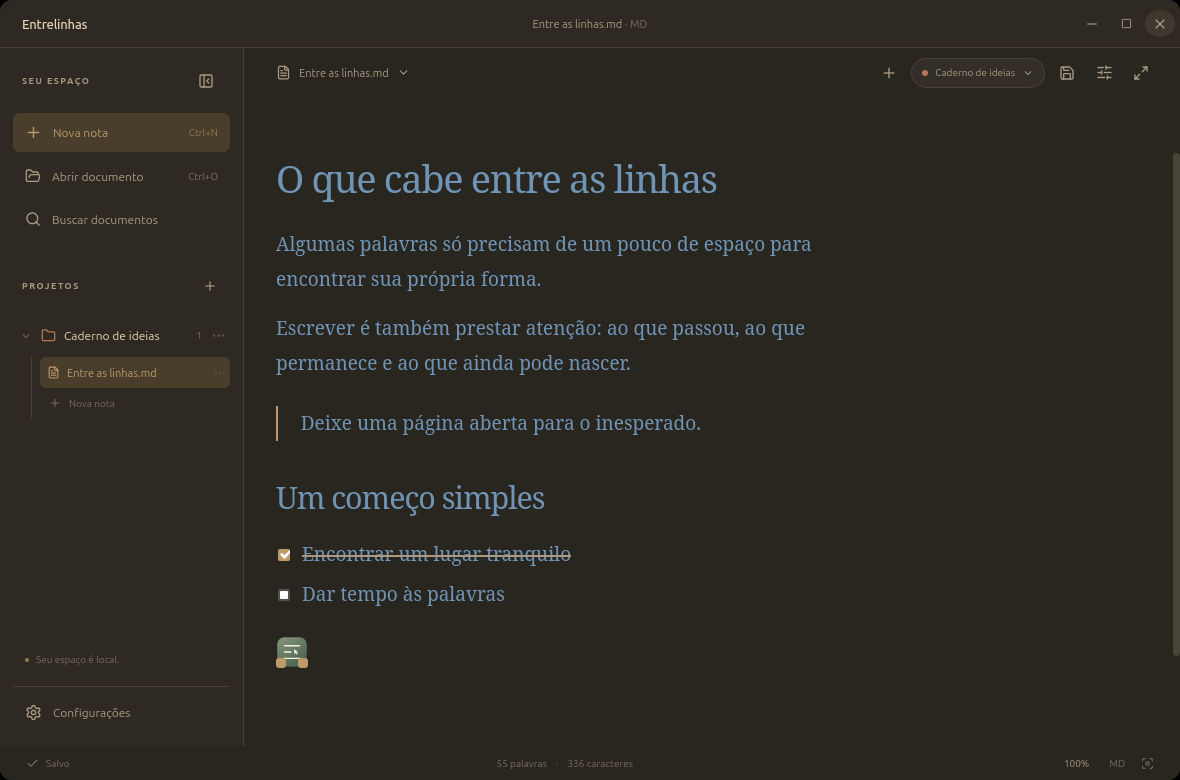 Entrelinhas
Entre as linhas.md · MD
SEU ESPAÇO
Nova nota Ctrl+N
Abrir documento Ctrl+O
Buscar documentos
PROJETOS
Caderno de ideias 1
Entre as linhas.md
Nova nota
Seu espaço é local.
Configurações
Entre as linhas.md
Caderno de ideias
O que cabe entre as linhas
Algumas palavras só precisam de um pouco de espaço para
encontrar sua própria forma.
Escrever é também prestar atenção: ao que passou, ao que
permanece e ao que ainda pode nascer.
Deixe uma página aberta para o inesperado.
Um começo simples
Encontrar um lugar tranquilo
Dar tempo às palavras
Salvo
55 palavras · 336 caracteres
100% MD